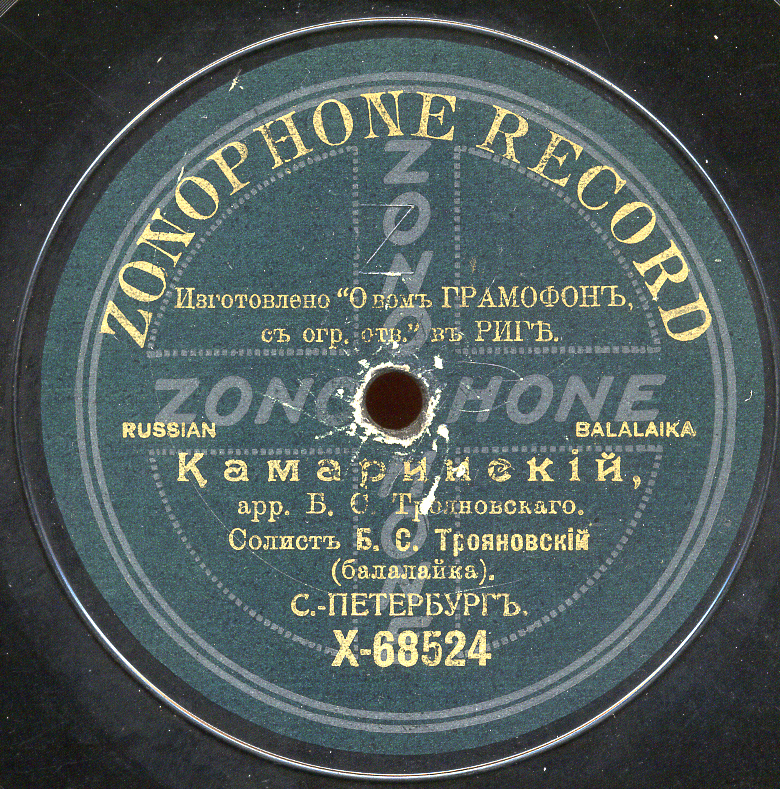 ZONOPHONE RECORD
ZONOPHONE
Изготовлено “О вомъ ГРАМОФОНЪ,
съ огр. отв.” въ РИГѢ.
ZONOPHONE
RUSSIAN BALALAIKA
Камаринскій,
арр. Б. С. Трояновскаго.
Солистъ Б. С. Трояновскій
(балалайка).
С.-ПЕТЕРБУРГЪ.
X-68524